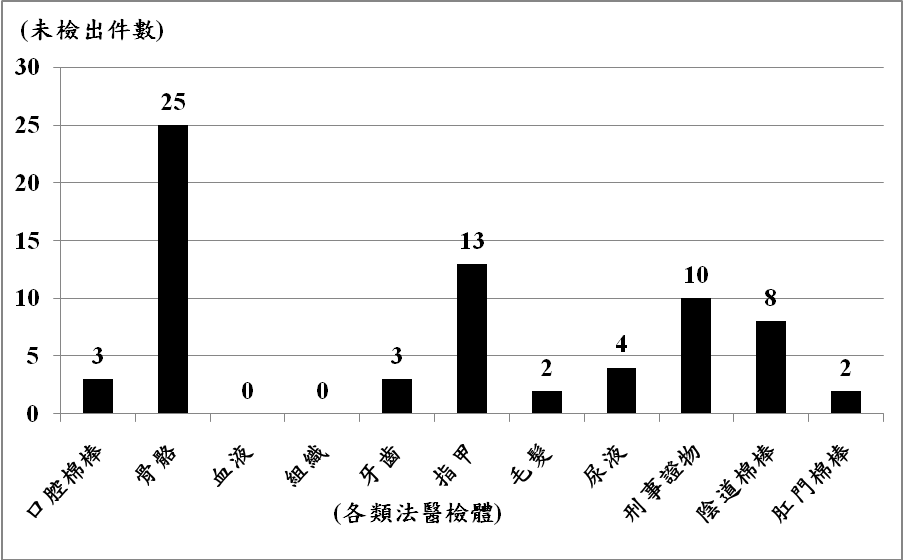 (未檢出件數)
30
25
20
15
10
5
0
3
25
0
0
3
13
2
4
10
8
2
口腔棉棒
骨骼
血液
組織
牙齒
指甲
毛髮
尿液
刑事證物
陰道棉棒
肛門棉棒
(各類法醫檢體)